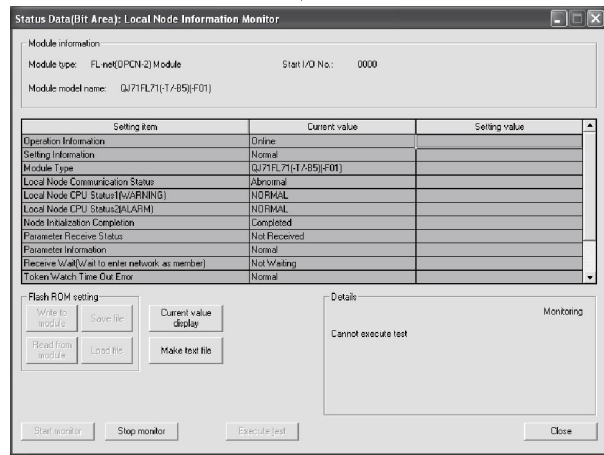 Status Data(Bit Area): Local Node Information Monitor
Module information
Module type: FL-net(OPCN-2) Module Start I/O No.: 0000
Module model name: QJ71FL71(-T/-B5)(-F01)
Setting item Current value Setting value
Operation Information Online
Setting Information Normal
Module Type QJ71FL71(-T/-B5)(-F01)
Local Node Communication Status Abnormal
Local Node CPU Status1(WARNING) NORMAL
Local Node CPU Status2(ALARM) NORMAL
Node Initialization Completion Completed
Parameter Receive Status Not Received
Parameter Information Normal
Receive Wait(Wait to enter network as member) Not Waiting
Token Watch Time Out Error Normal
Flash ROM setting
Write to
module
Save file
Current value
display
Read from
module
Load file
Make text file
Details
Monitoring
Cannot execute test
Start monitor Stop monitor Execute test Close